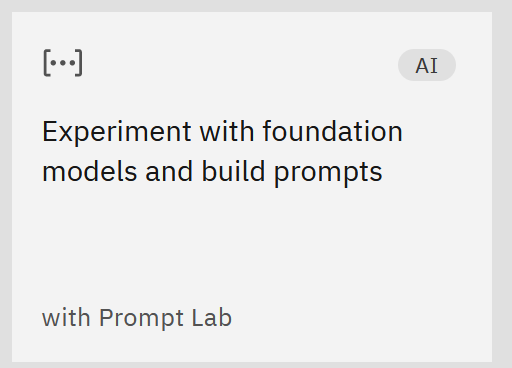 [...]
AI
Experiment with foundation
models and build prompts
with Prompt Lab